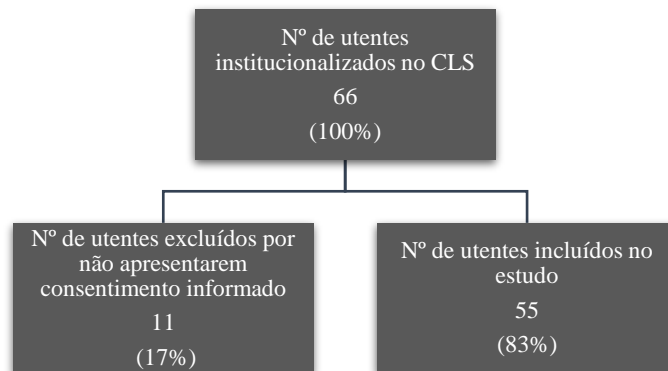 Nº de utentes
institucionalizados no CLS
66
(100%)
Nº de utentes excluídos por
não apresentarem
consentimento informado
11
(17%)
Nº de utentes incluídos no
estudo
55
(83%)